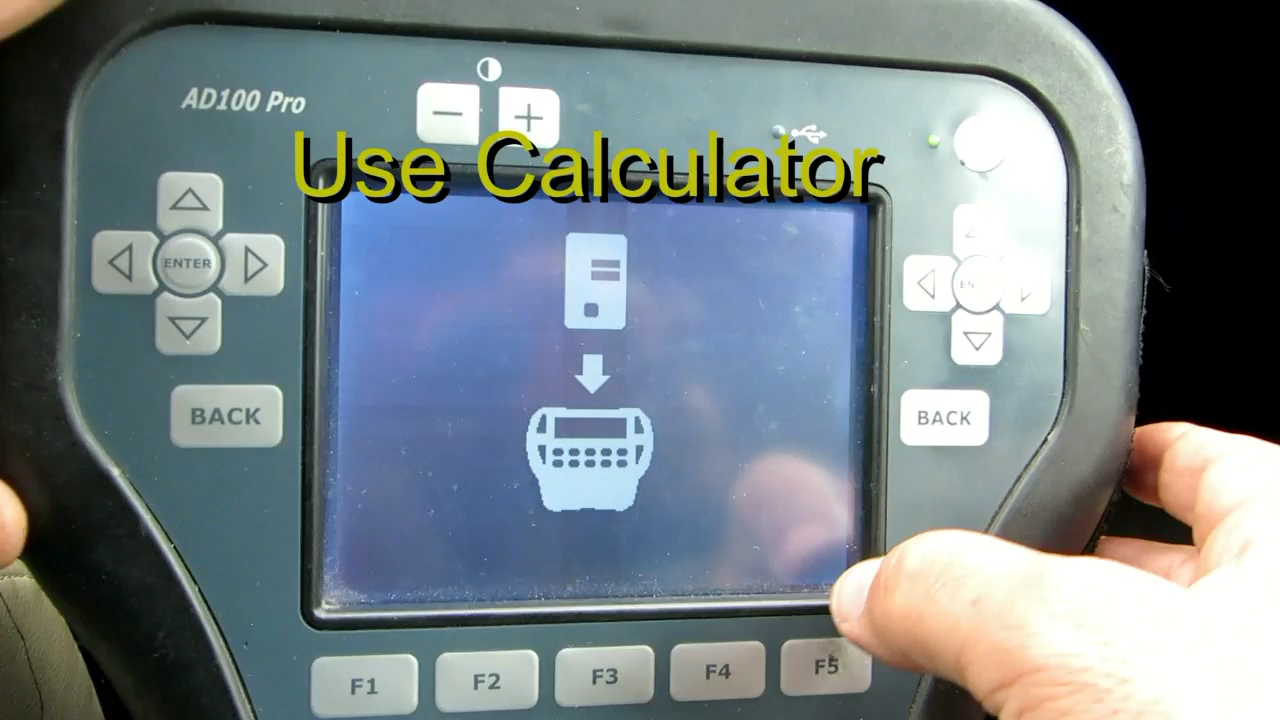 AD100 Pro
Use Calculator
ENTER
BACK
BACK
F1
F2
F3
F4
F5